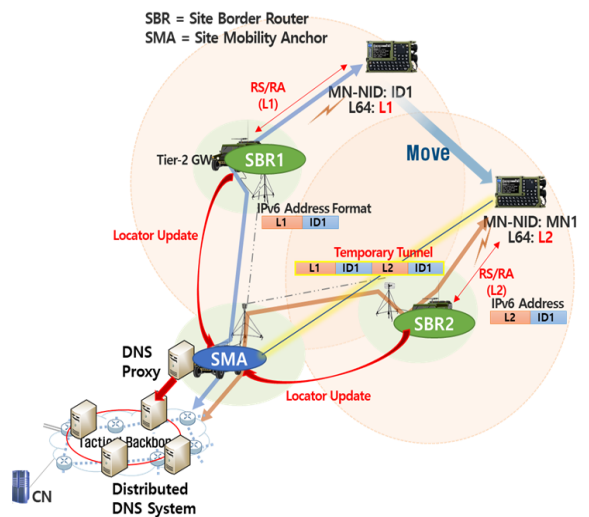 SBR = Site Border Router
SMA = Site Mobility Anchor
RS/RA
(L1)
MN-NID: ID1
L64: L1
Tier-2 GW
SBR1
Move
IPv6 Address Format
L1 ID1
MN-NID: MN1
L64: L2
Locator Update
Temporary Tunnel
L1 ID1 L2 ID1
RS/RA
(L2)
IPv6 Address
L2 ID1
SBR2
DNS
Proxy
SMA
Locator Update
Tactical Backbone
CN
Distributed
DNS System